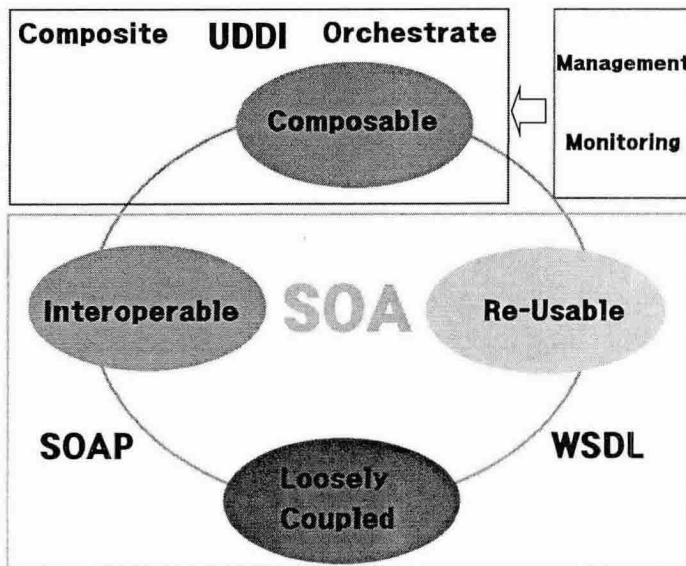 Composite UDDI Orchestrate
Management
Composable
Monitoring
Interoperable SOA Re-Usable
SOAP WSDL
Loosely
Coupled